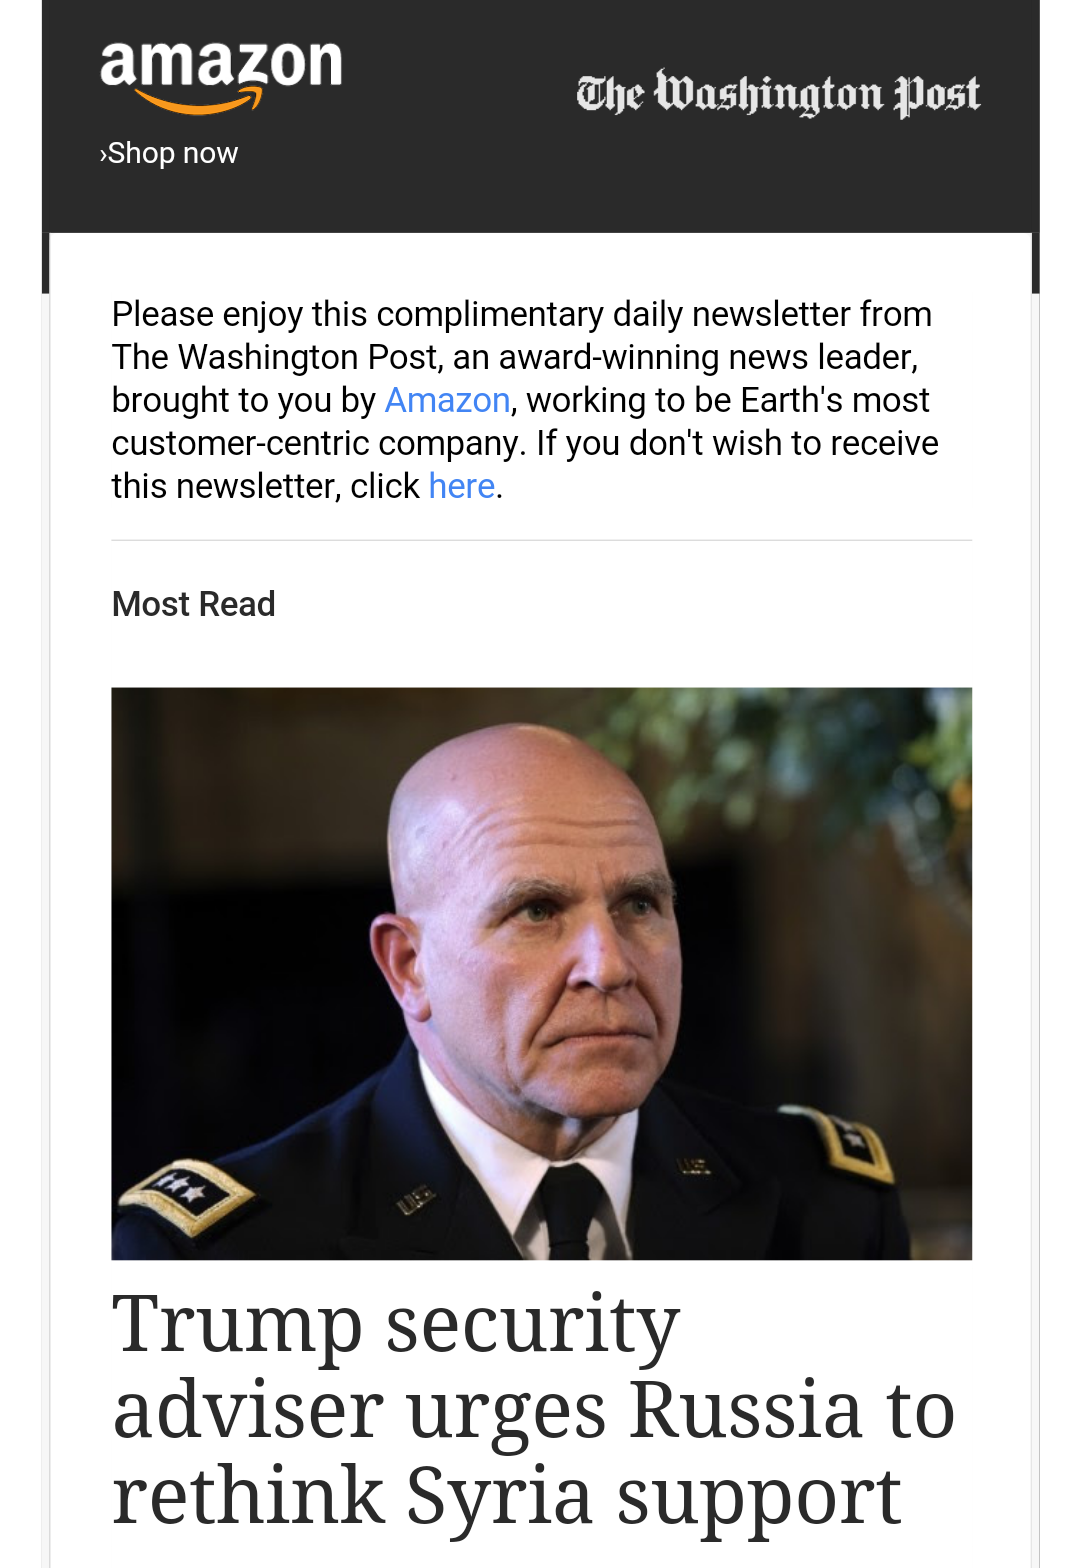 amazon
The Washington Post
›Shop now
Please enjoy this complimentary daily newsletter from
The Washington Post, an award-winning news leader,
brought to you by Amazon, working to be Earth's most
customer-centric company. If you don't wish to receive
this newsletter, click here.
Most Read
U.S.
U.S.
Trump security
adviser urges Russia to
rethink Syria support